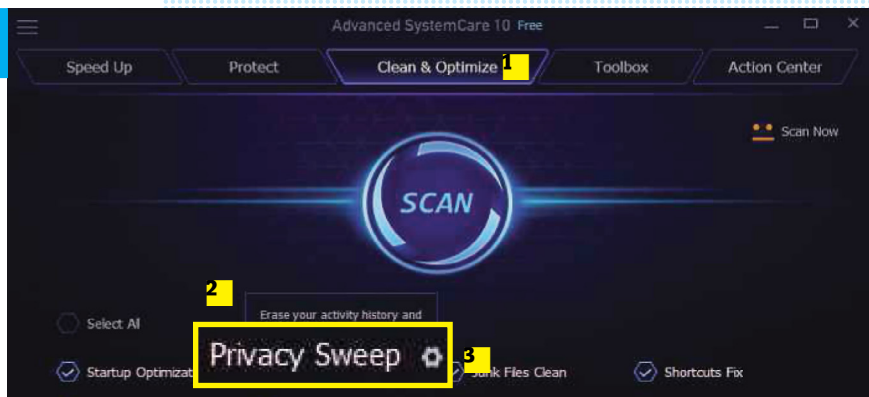 Advanced SystemCare 10 Free
Speed Up Protect Clean & Optimize 1 Toolbox Action Center
Scan Now
SCAN
2
Select All
Erase your activity history and
Privacy Sweep 3
Startup Optimizat Junk Files Clean Shortcuts Fix